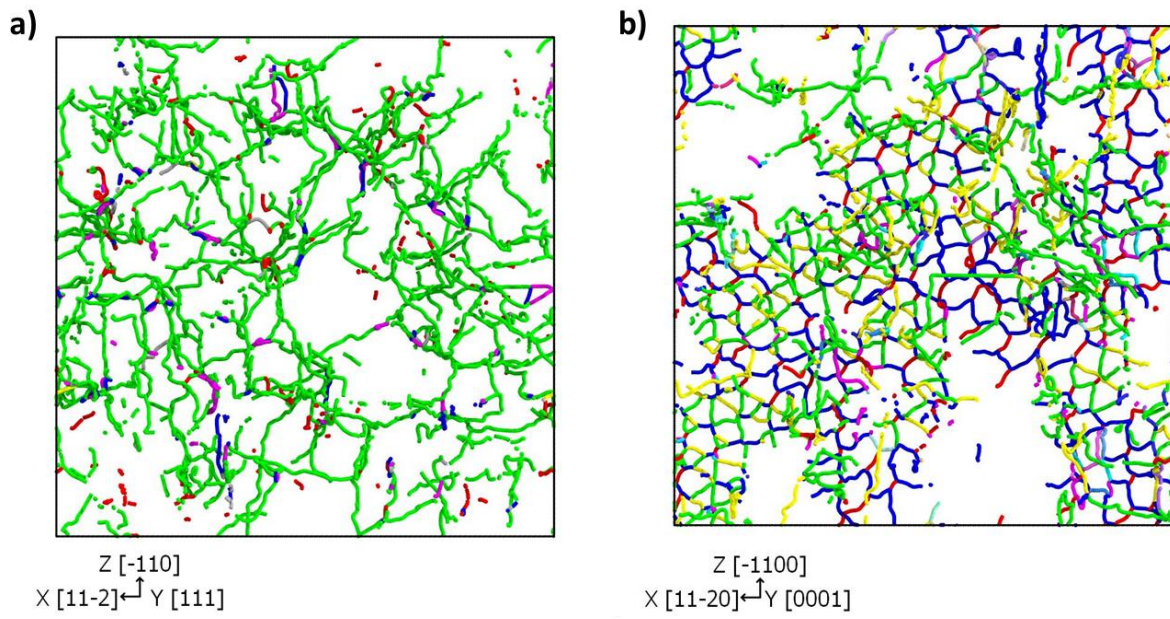 a)
b)
Z [-110]
X [11-2] Y [111]
Z [-1100]
X [11-20] Y [0001]